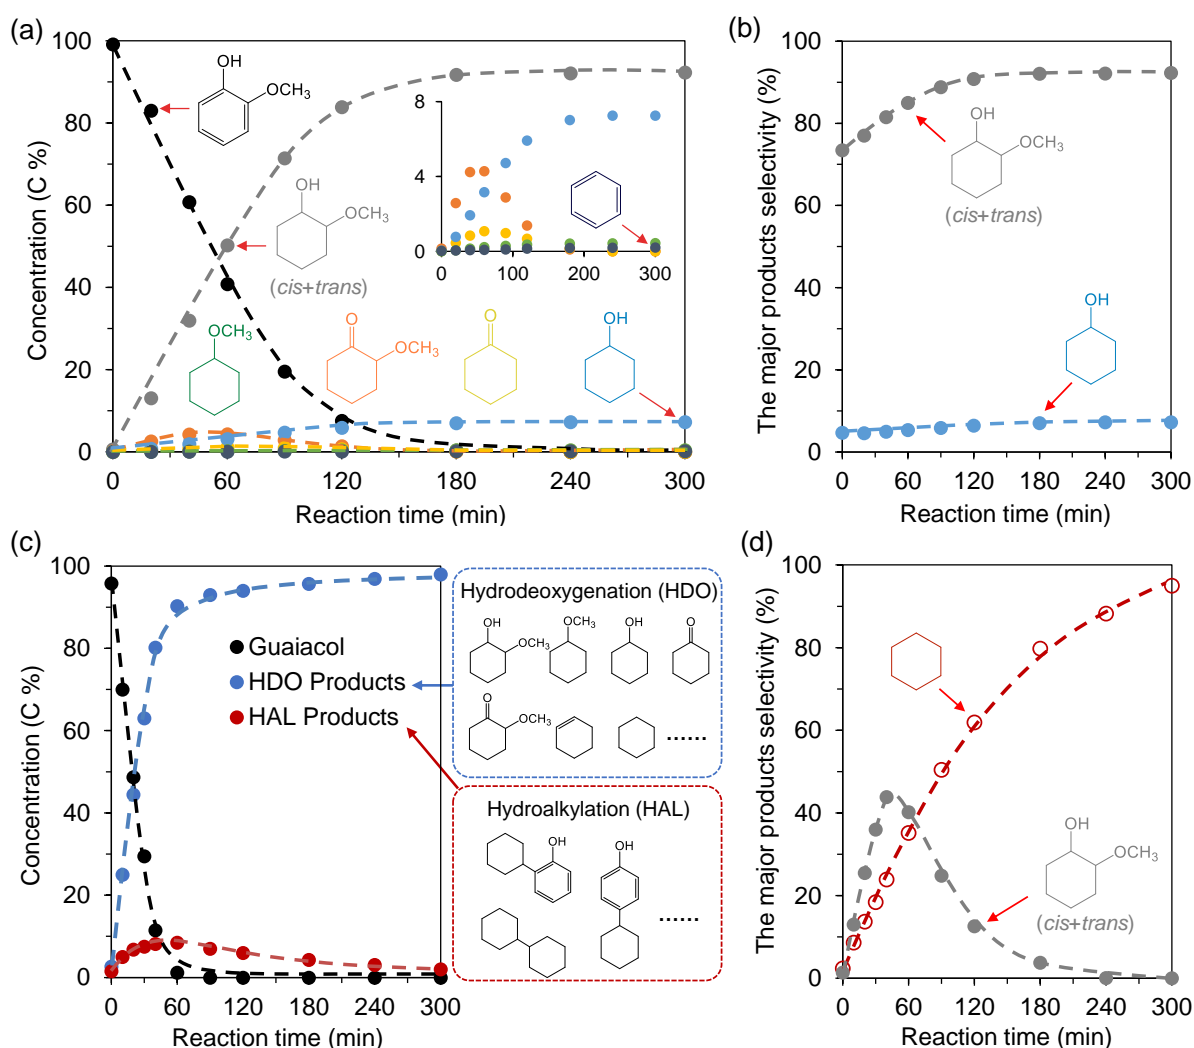 (a)
100
80
60
40
20
0
Concentration (C %)
OH
OCH3
OH
OCH3
(cis+trans)
8
4
0
0
100
200
300
OCH3
O
OCH3
O
OH
0
60
120
180
240
300
Reaction time (min)
(b)
100
80
60
40
20
0
The major products selectivity (%)
OH
OCH3
(cis+trans)
OH
0
60
120
180
240
300
Reaction time (min)
(c)
100
80
60
40
20
0
Concentration (C %)
Guaiacol
HDO Products
HAL Products
0
60
120
180
240
300
Reaction time (min)
Hydrodeoxygenation (HDO)
OH
OCH3
OCH3
OH
O
O
OCH3
......
Hydroalkylation (HAL)
OH
OH
......
(d)
100
80
60
40
20
0
The major products selectivity (%)
OH
OCH3
(cis+trans)
0
60
120
180
240
300
Reaction time (min)